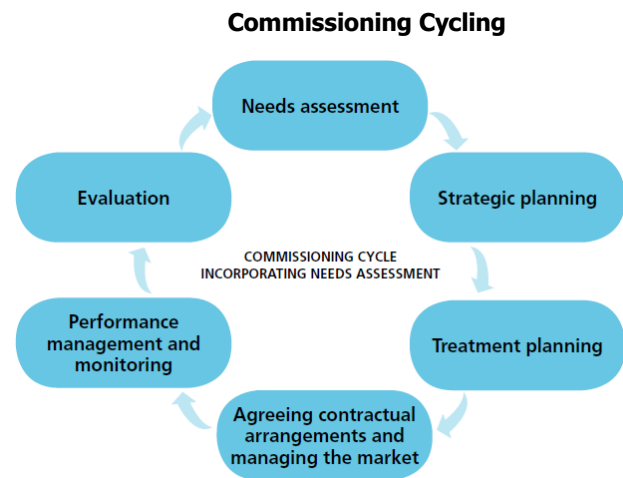 Commissioning Cycling
Needs assessment
Strategic planning
Treatment planning
Agreeing contractual
arrangements and
managing the market
Performance
management and
monitoring
Evaluation
COMMISSIONING CYCLE
INCORPORATING NEEDS ASSESSMENT